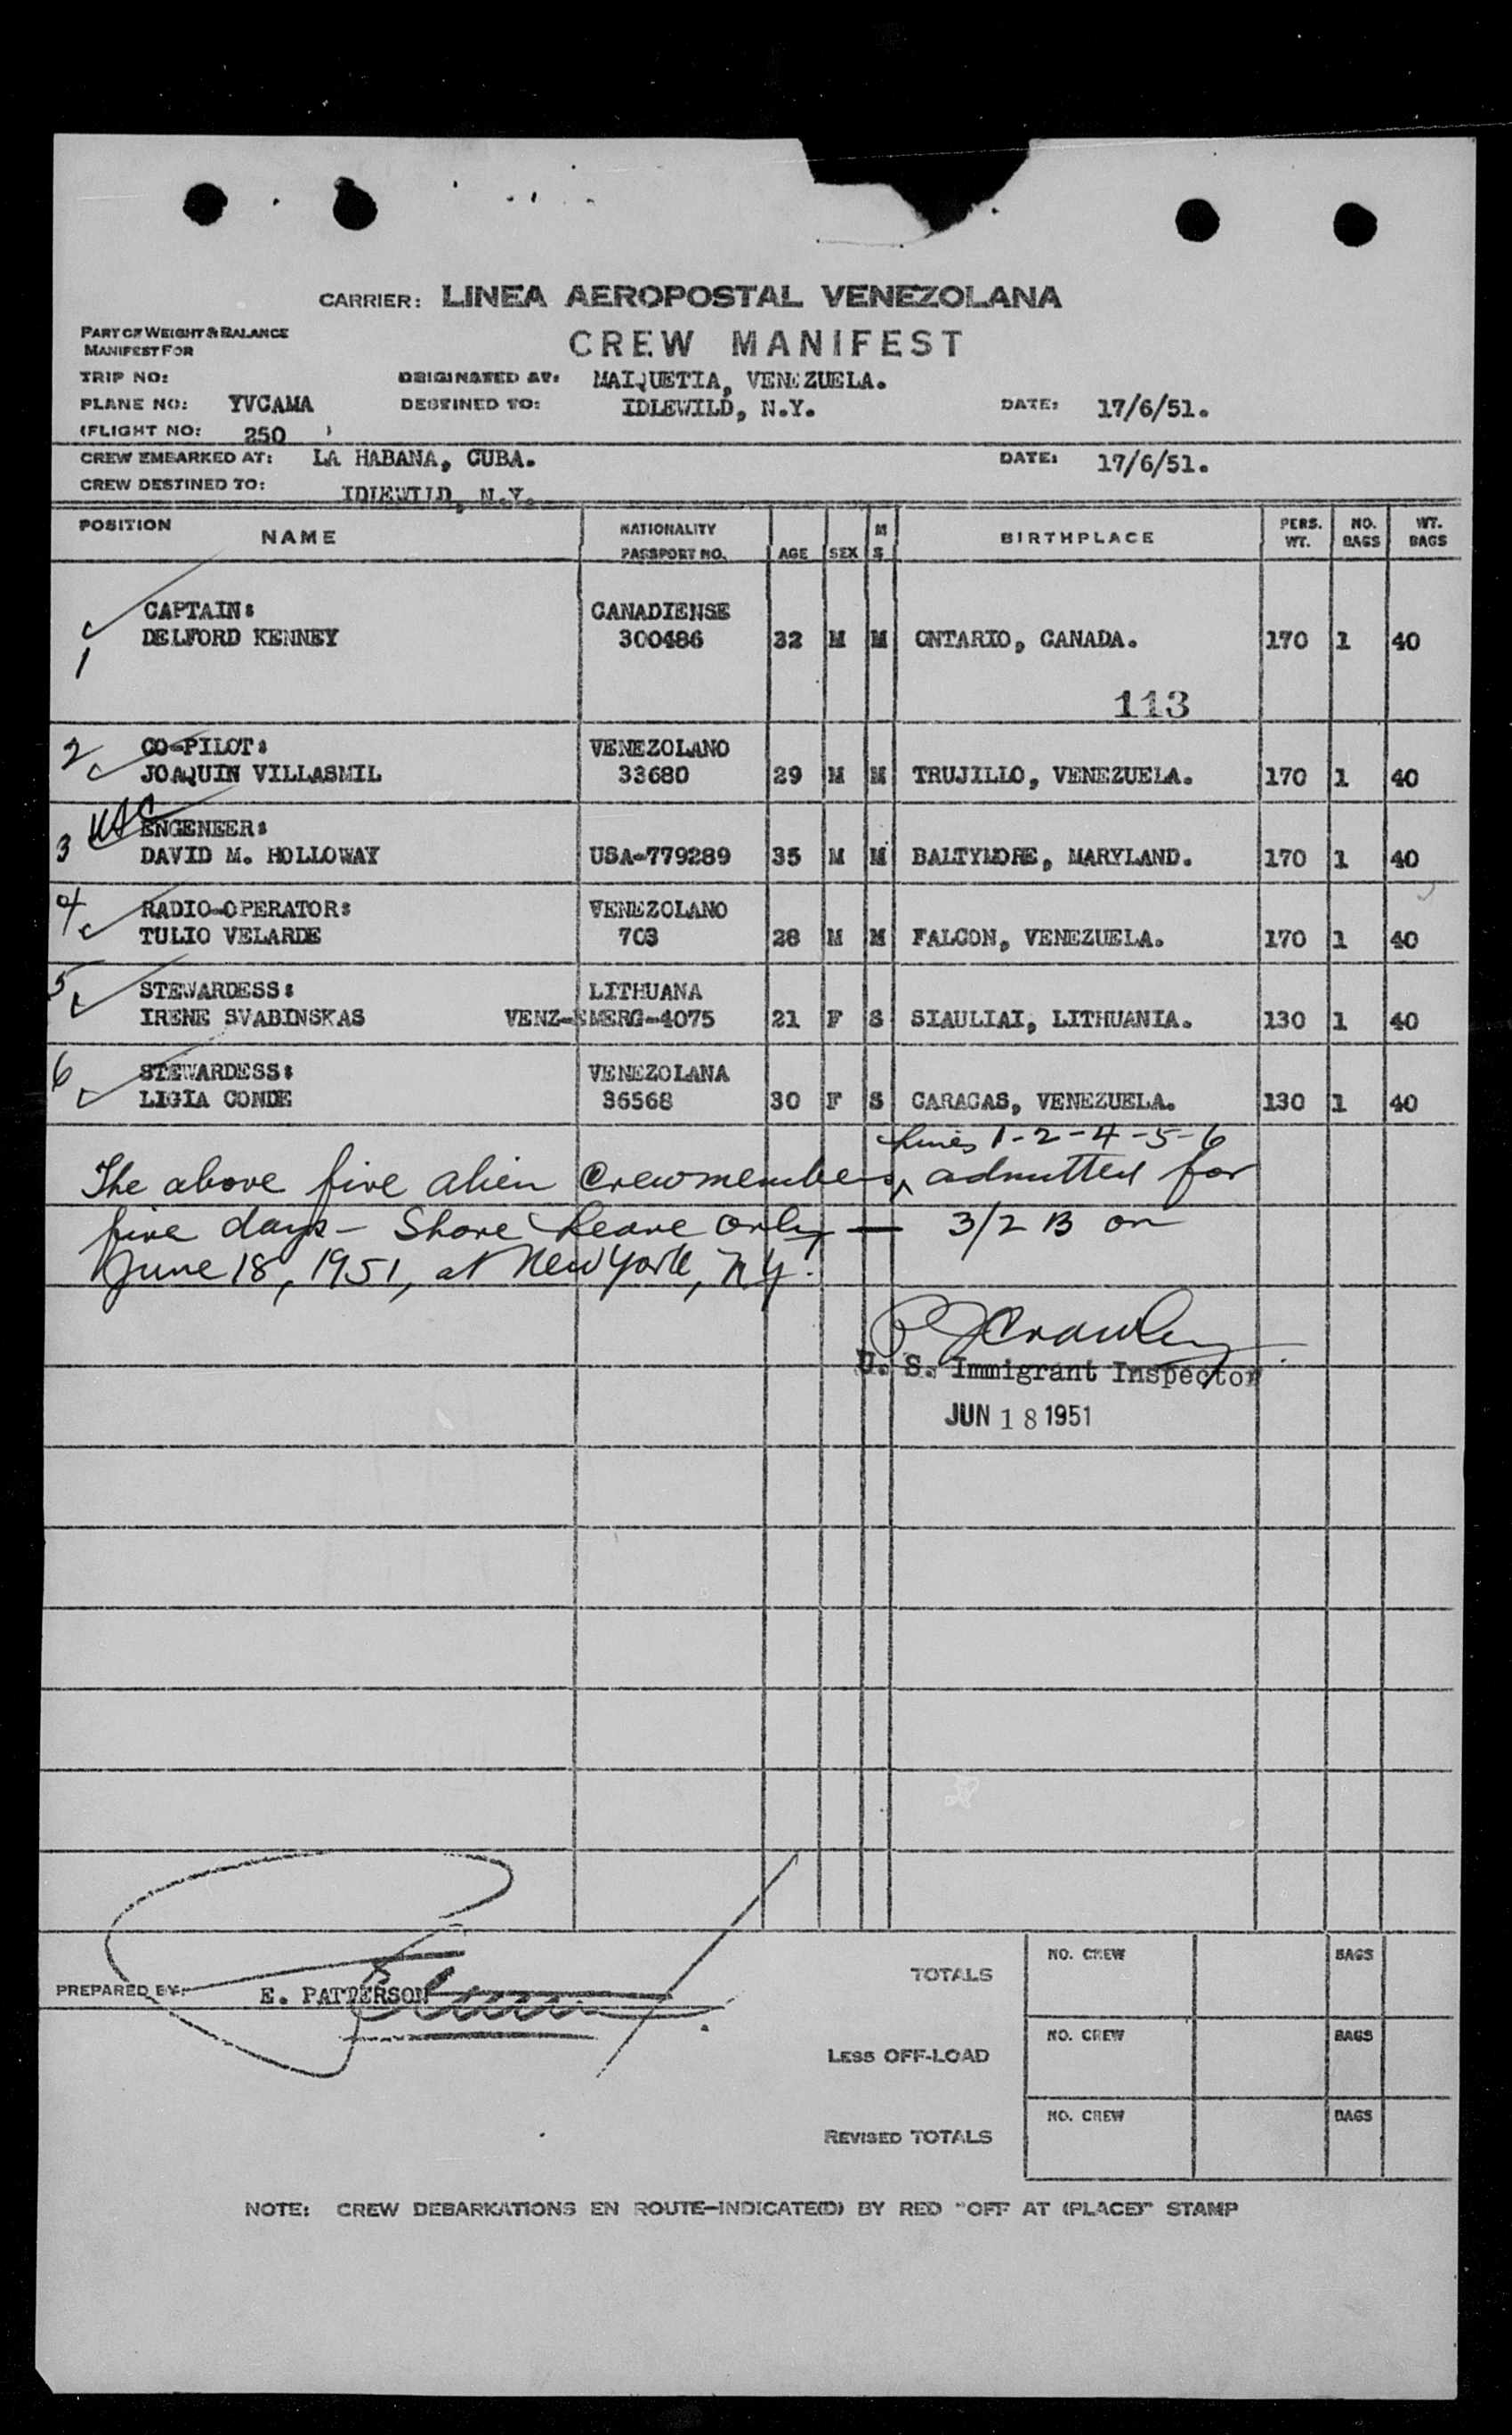 CARRIER: LINEA AEROPOSTAL VENEZOLANA
PART OF WEIGHT & BALANCE
MANIFEST FOR
CREW MANIFEST
TRIP NO: ORIGINATED AT: MAIQUETIA, VENEZUELA.
PLANE NO: YVCAMA DESTINED TO: IDLEWILD, N.Y. DATE: 17/6/51.
(FLIGHT NO: 250 )
CREW EMBARKED AT: LA HABANA, CUBA. DATE: 17/6/51.
CREW DESTINED TO: IDLEWILD, N.Y.
POSITION NAME NATIONALITY PASSPORT NO. AGE SEX M S BIRTHPLACE PERS. WT. NO. BAGS WT. BAGS
CAPTAIN: CANADIENSE
1 DELFORD KENNEY 300486 32 M M ONTARIO, CANADA. 170 1 40
113
2 CO-PILOT: VENEZOLANO
JOAQUIN VILLASMIL 33680 29 M M TRUJILLO, VENEZUELA. 170 1 40
USC
ENGENEER:
3 DAVID M. HOLLOWAY USA-779289 35 M M BALTYMORE, MARYLAND. 170 1 40
4 RADIO-OPERATOR: VENEZOLANO
TULIO VELARDE 703 28 M M FALCON, VENEZUELA. 170 1 40
5 STEWARDESS: LITHUANA
IRENE SVABINSKAS VENZ-EMERG-4075 21 F S SIAULIAI, LITHUANIA. 130 1 40
6 STEWARDESS: VENEZOLANA
LIGIA CONDE 36568 30 F S CARACAS, VENEZUELA. 130 1 40
lines 1-2-4-5-6
The above five alien crewmembers admitted for
five days - Shore Leave only — 3/2 B on
June 18, 1951, at New York, NY.
P J Crowley
U. S. Immigrant Inspector
JUN 18 1951
PREPARED BY: E. PATTERSON
TOTALS NO. CREW BAGS
LESS OFF-LOAD NO. CREW BAGS
REVISED TOTALS NO. CREW BAGS
NOTE: CREW DEBARKATIONS EN ROUTE-INDICATE(D) BY RED "OFF AT (PLACE)" STAMP